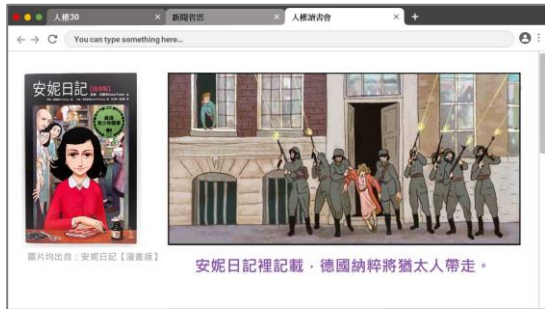 人權30
新聞省思
人權讀書會
You can type something here...
安妮日記【漫畫版】
圖片均出自：安妮日記【漫畫版】
安妮日記裡記載，德國納粹將猶太人帶走。